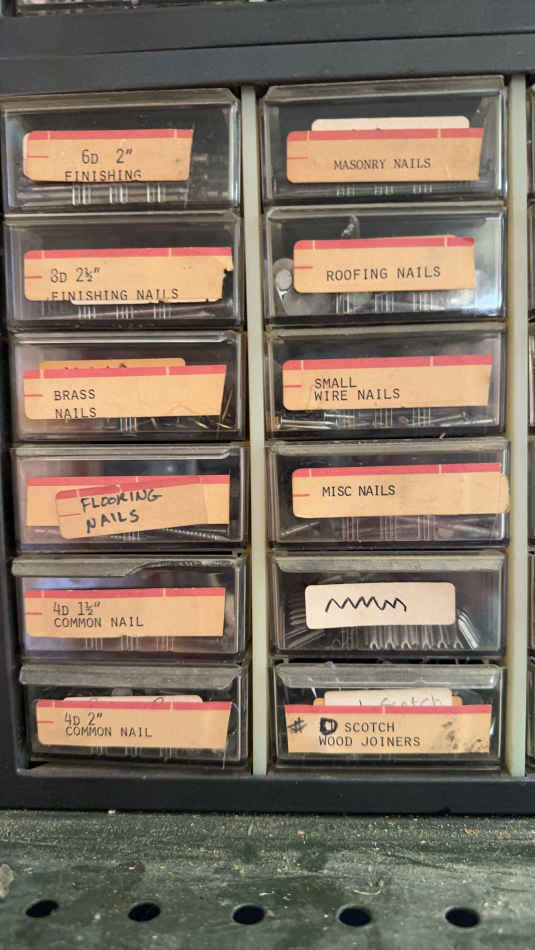 6D 2"
FINISHING
8D 2½"
FINISHING NAILS
BRASS
NAILS
FLOORING
NAILS
4D 1½"
COMMON NAIL
4D 2"
COMMON NAIL
MASONRY NAILS
ROOFING NAILS
SMALL
WIRE NAILS
MISC NAILS
Scotch
# D SCOTCH
WOOD JOINERS